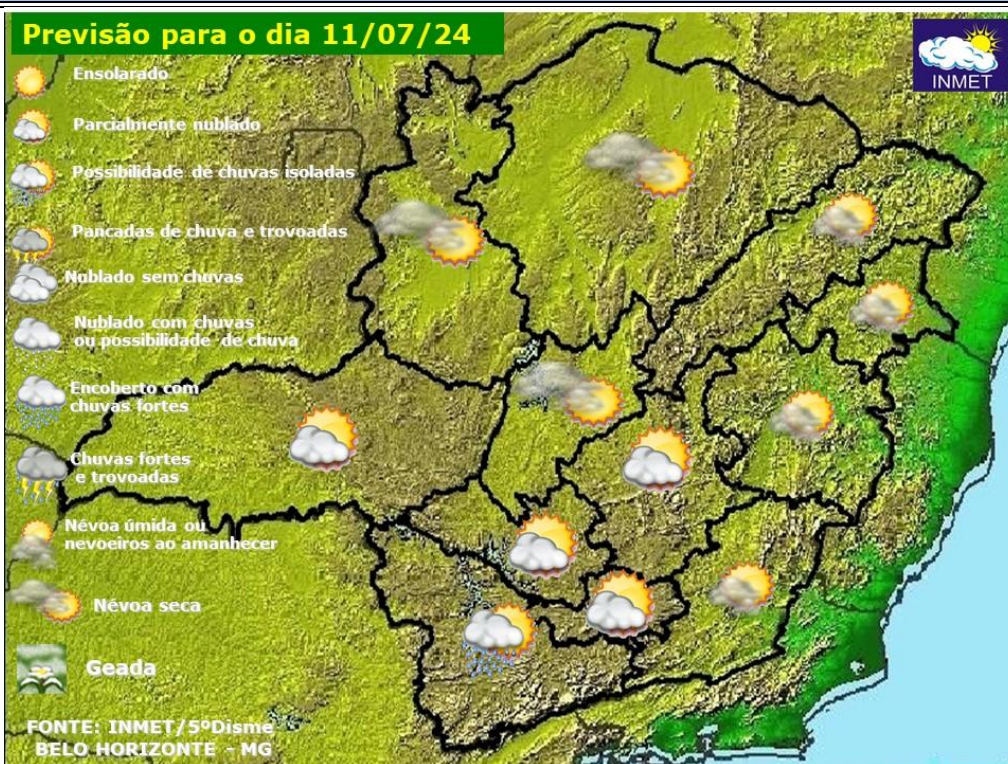 Previsão para o dia 11/07/24
INMET
Ensolarado
Parcialmente nublado
Possibilidade de chuvas isoladas
Pancadas de chuva e trovoadas
Nublado sem chuvas
Nublado com chuvas
ou possibilidade de chuva
Encoberto com
chuvas fortes
Chuvas fortes
e trovoadas
Névoa úmida ou
nevoeiros ao amanhecer
Névoa seca
Geada
FONTE: INMET/5ºDisme
BELO HORIZONTE - MG